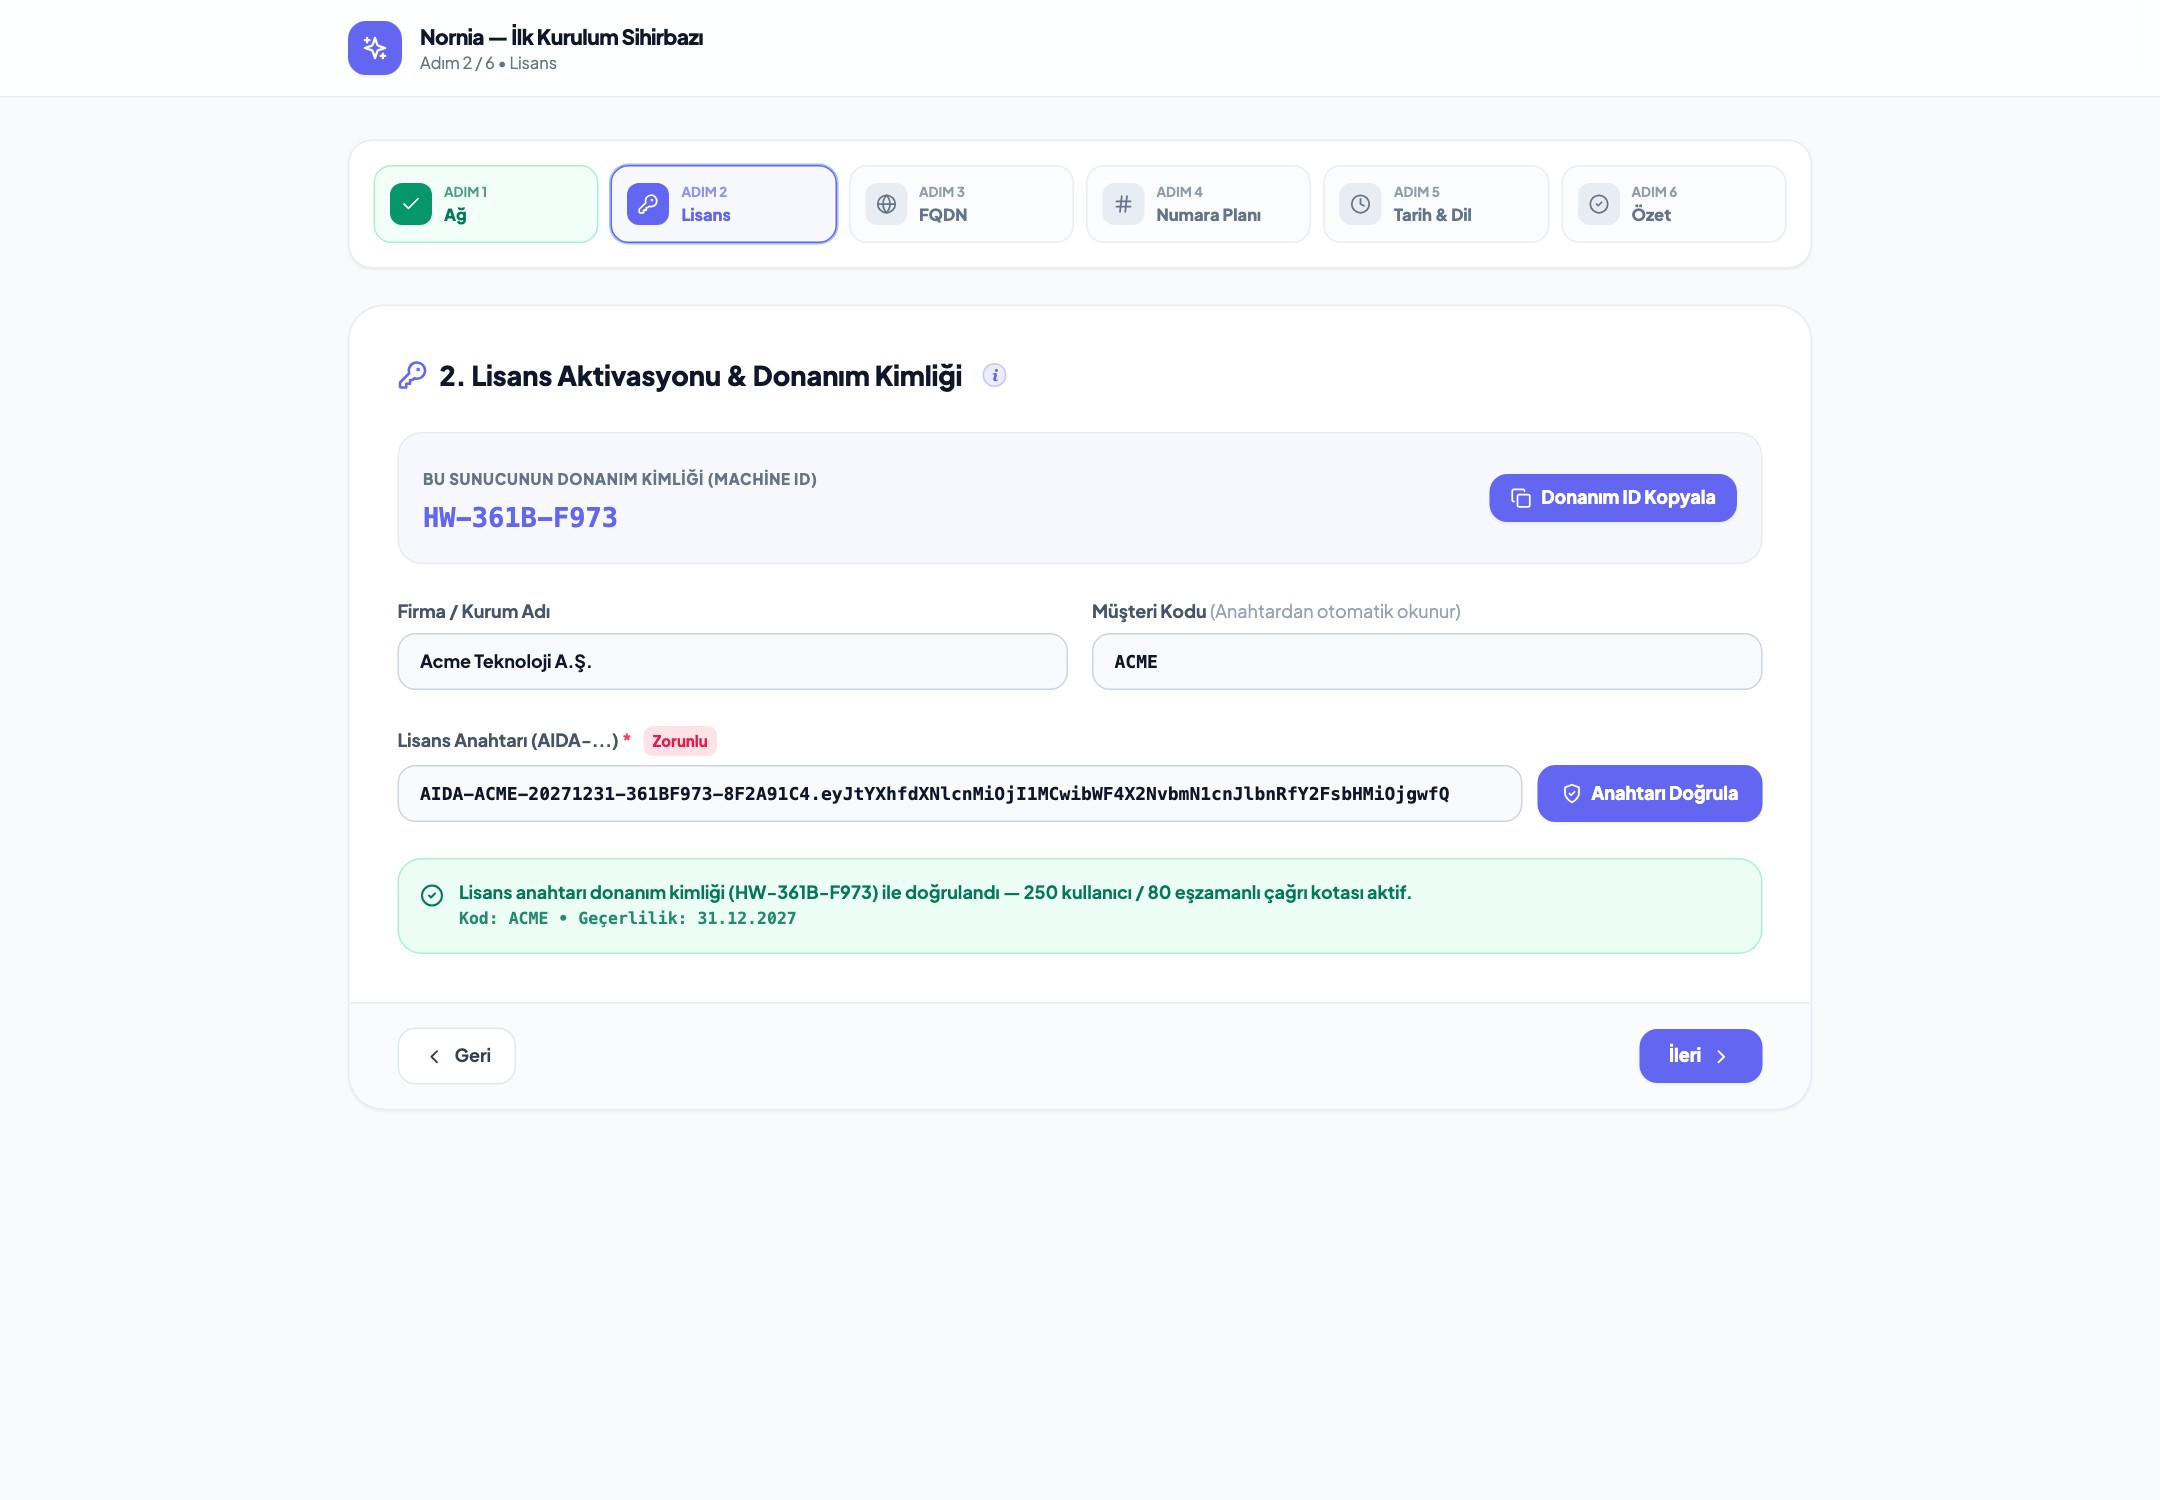 Nornia — İlk Kurulum Sihirbazı
Adım 2 / 6 • Lisans
ADIM 1
Ağ
ADIM 2
Lisans
ADIM 3
FQDN
ADIM 4
Numara Planı
ADIM 5
Tarih & Dil
ADIM 6
Özet
2. Lisans Aktivasyonu & Donanım Kimliği
BU SUNUCUNUN DONANIM KİMLİĞİ (MACHİNE ID)
HW-361B-F973
Donanım ID Kopyala
Firma / Kurum Adı
Acme Teknoloji A.Ş.
Müşteri Kodu (Anahtardan otomatik okunur)
ACME
Lisans Anahtarı (AIDA-...) * Zorunlu
AIDA-ACME-20271231-361BF973-8F2A91C4.eyJtYXhfdXNlcnMiOjI1MCwibWF4X2NvbmN1cnJlbnRfY2FsbHMiOjgwfQ
Anahtarı Doğrula
Lisans anahtarı donanım kimliği (HW-361B-F973) ile doğrulandı — 250 kullanıcı / 80 eşzamanlı çağrı kotası aktif.
Kod: ACME • Geçerlilik: 31.12.2027
Geri
İleri